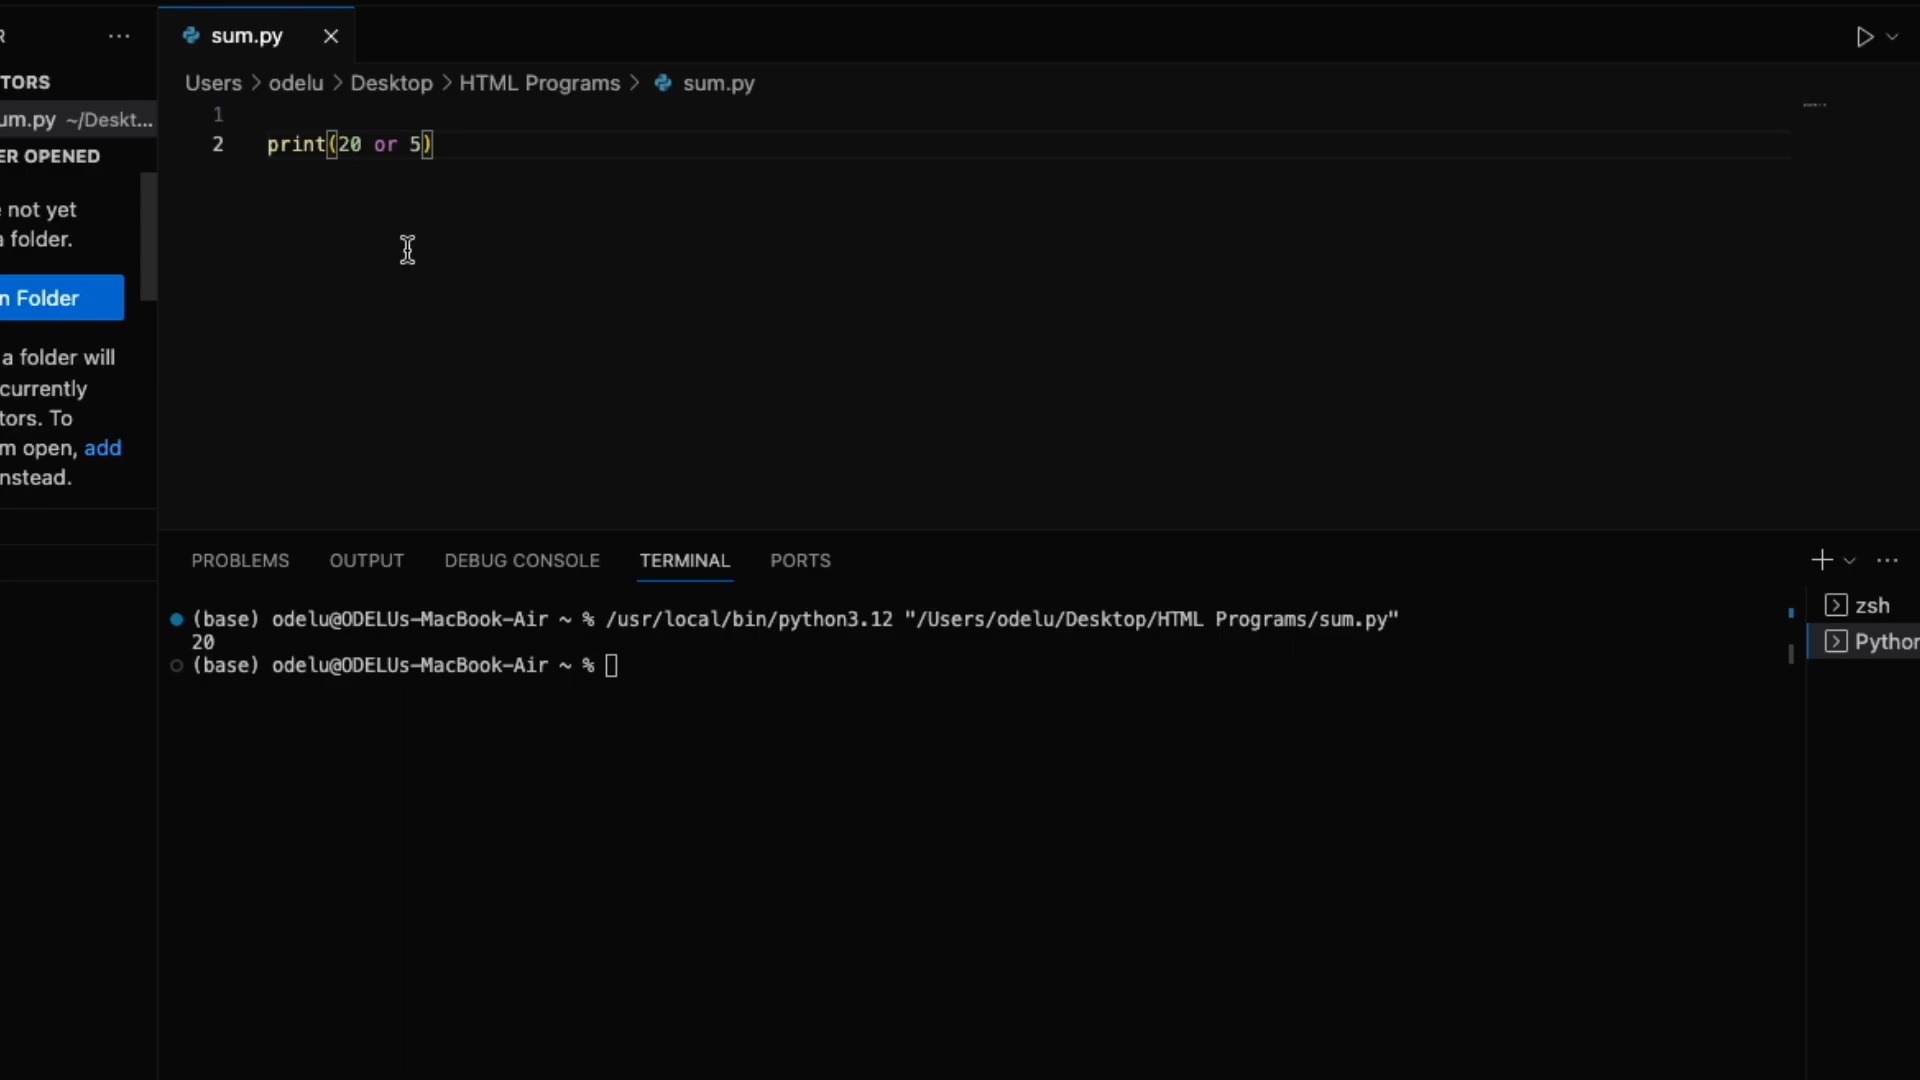 R ···
sum.py
Users > odelu > Desktop > HTML Programs > sum.py
TORS
um.py ~/Deskt...
ER OPENED
not yet
a folder.
n Folder
a folder will
currently
tors. To
m open, add
nstead.
1
2 print(20 or 5)
PROBLEMS OUTPUT DEBUG CONSOLE TERMINAL PORTS
(base) odelu@ODELUs-MacBook-Air ~ % /usr/local/bin/python3.12 "/Users/odelu/Desktop/HTML Programs/sum.py"
20
(base) odelu@ODELUs-MacBook-Air ~ %
zsh
Python